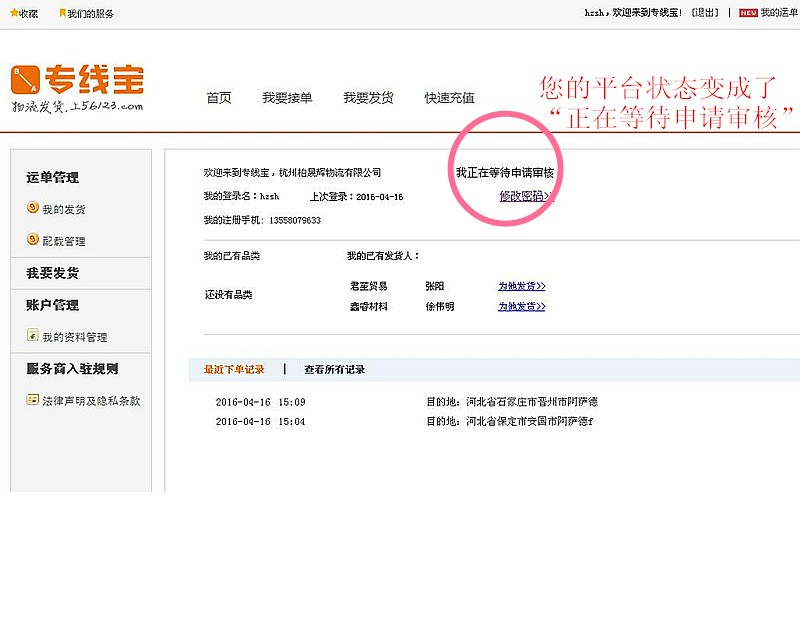 收藏 我们的服务 hzsh，欢迎来到专线宝！ [退出] | NEW 我的运单
专线宝
物流发货，上56123.com
首页 我要接单 我要发货 快速充值
您的平台状态变成了
“正在等待申请审核”
运单管理
我的发货
配载管理
我要发货
账户管理
我的资料管理
服务商入驻规则
法律声明及隐私条款
欢迎来到专线宝，杭州柏晟辉物流有限公司 我正在等待申请审核
我的登录名：hzsh 上次登录：2016-04-16 修改密码>>
我的注册手机：13558079633
我的已有品类 我的已有发货人：
还没有品类
君至贸易 张阳 为他发货>>
鑫睿材料 徐伟明 为他发货>>
最近下单记录 | 查看所有记录
2016-04-16 15:09 目的地：河北省石家庄市晋州市阿萨德
2016-04-16 15:04 目的地：河北省保定市安国市阿萨德f